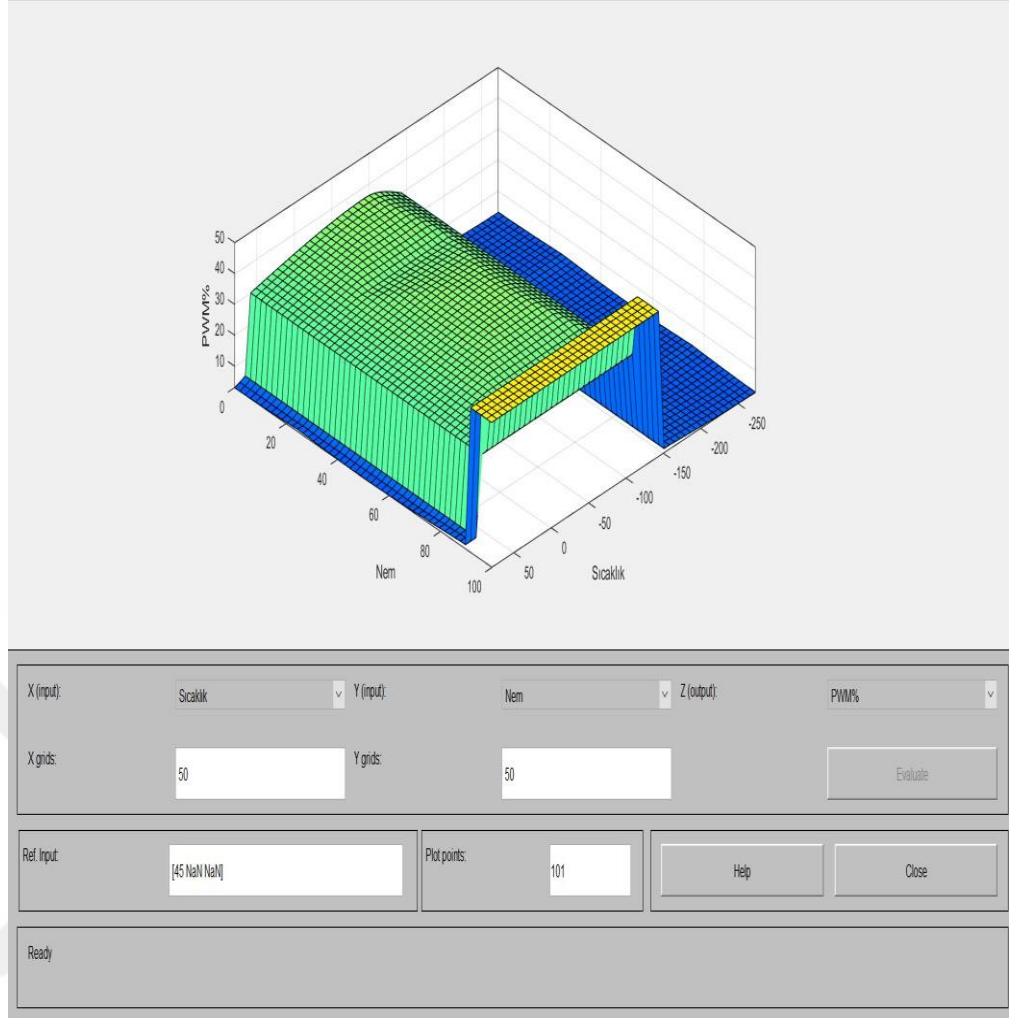 50
40
30
20
10
PWM%
0
20
40
60
80
100
Nem
50
0
-50
-100
-150
-200
-250
Sıcaklık
X (input):
Sıcaklık
Y (input):
Nem
Z (output):
PWM%
X grids:
50
Y grids:
50
Evaluate
Ref. Input:
[45 NaN NaN]
Plot points:
101
Help
Close
Ready